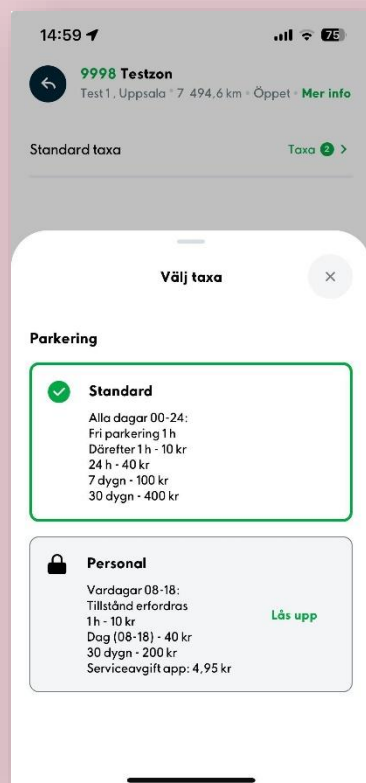 14:59 75
9998 Testzon
Test 1, Uppsala • 7 494,6 km • Öppet • Mer info
Standard taxa Taxa 2 >
Välj taxa
Parkering
Standard
Alla dagar 00-24:
Fri parkering 1 h
Därefter 1 h - 10 kr
24 h - 40 kr
7 dygn - 100 kr
30 dygn - 400 kr
Personal
Vardagar 08-18:
Tillstånd erfordras
1 h - 10 kr
Lås upp
Dag (08-18) - 40 kr
30 dygn - 200 kr
Serviceavgift app: 4,95 kr